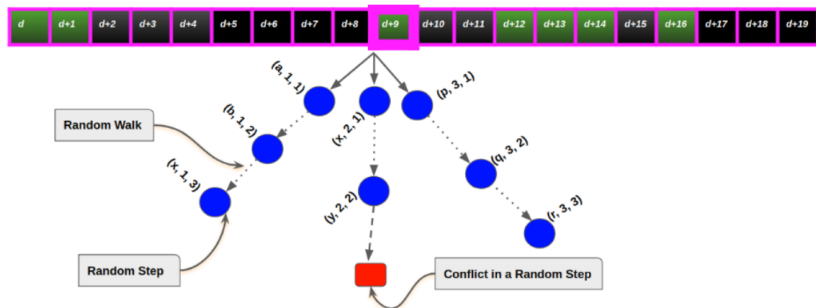 d d+1 d+2 d+3 d+4 d+5 d+6 d+7 d+8 d+9 d+10 d+11 d+12 d+13 d+14 d+15 d+16 d+17 d+18 d+19
(a, 1, 1)
(x, 2, 1)
(p, 3, 1)
Random Walk
(b, 1, 2)
(q, 3, 2)
(x, 1, 3)
(y, 2, 2)
(r, 3, 3)
Random Step
Conflict in a Random Step